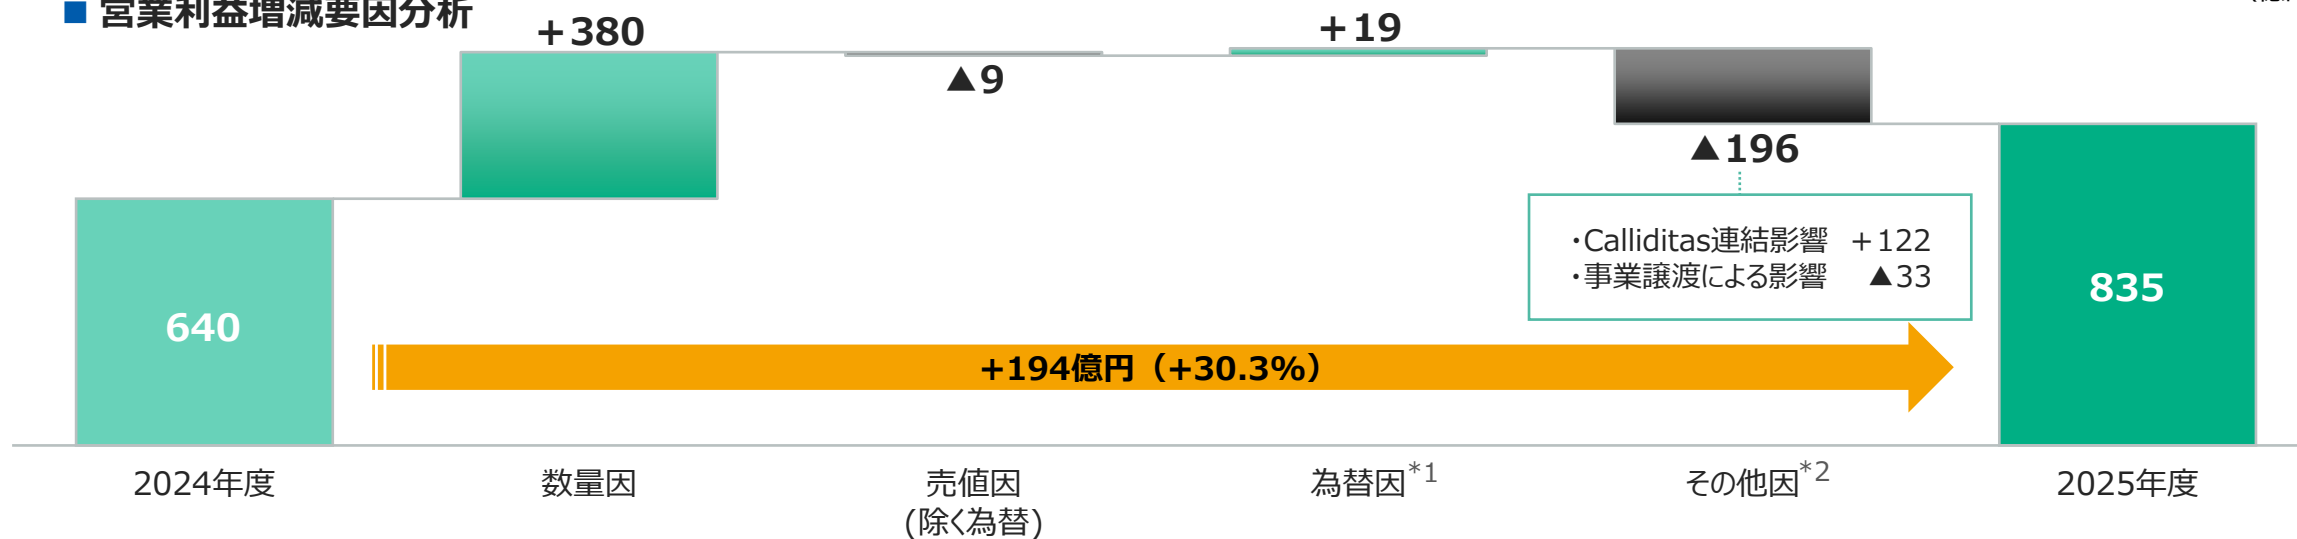 ■ 営業利益増減要因分析
+380
▲9
+19
▲196
・Calliditas連結影響 +122
・事業譲渡による影響 ▲33
640
835
+194億円（+30.3%）
2024年度
数量因
売値因
(除く為替)
為替因*1
その他因*2
2025年度